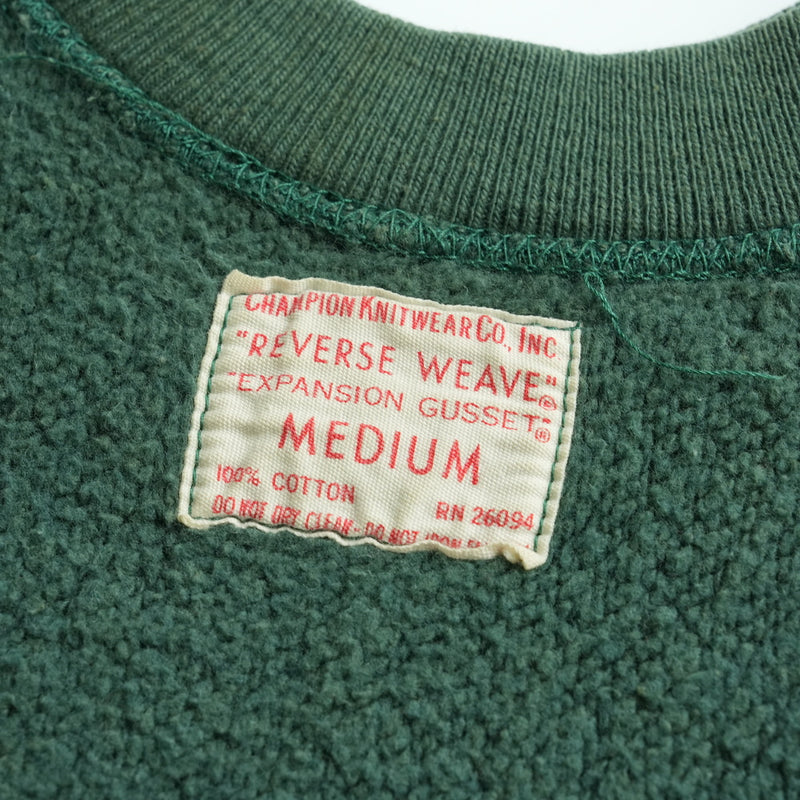 CHAMPION KNITWEAR CO., INC
"REVERSE WEAVE"®
"EXPANSION GUSSET"®
MEDIUM
100% COTTON RN 26094
DO NOT DRY CLEAN - DO NOT IRON